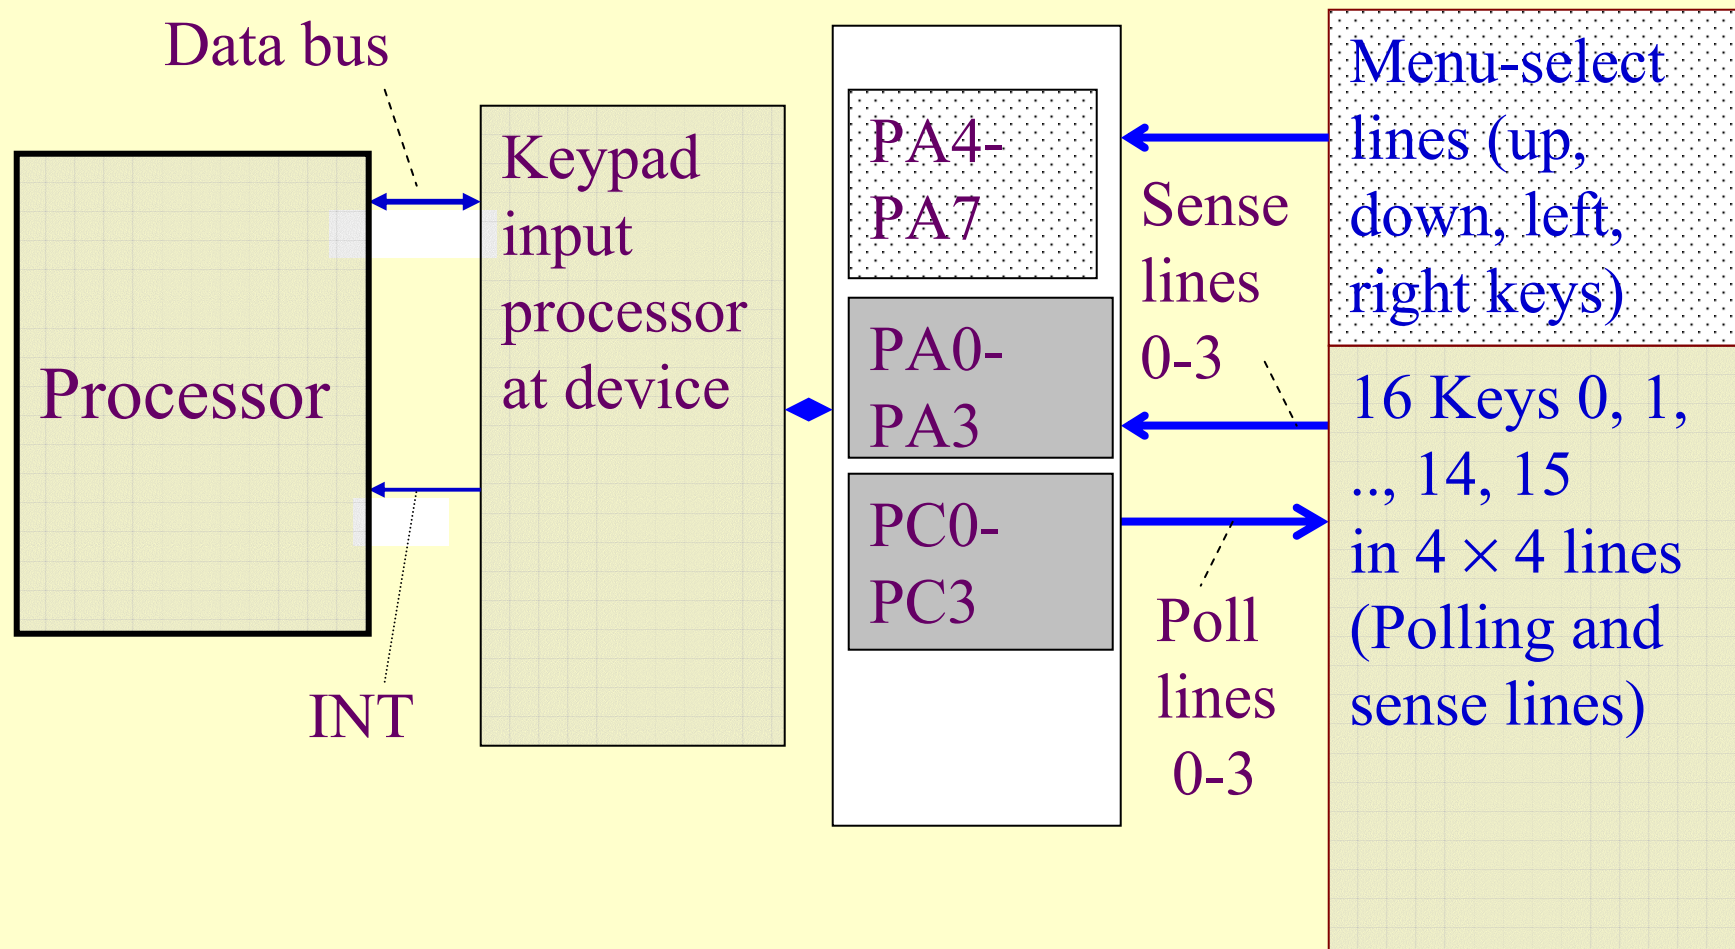 Data bus
Processor
INT
Keypad
input
processor
at device
PA4-
PA7
PA0-
PA3
PC0-
PC3
Sense
lines
0-3
Poll
lines
0-3
Menu-select
lines (up,
down, left,
right keys)
16 Keys 0, 1,
.., 14, 15
in 4 × 4 lines
(Polling and
sense lines)